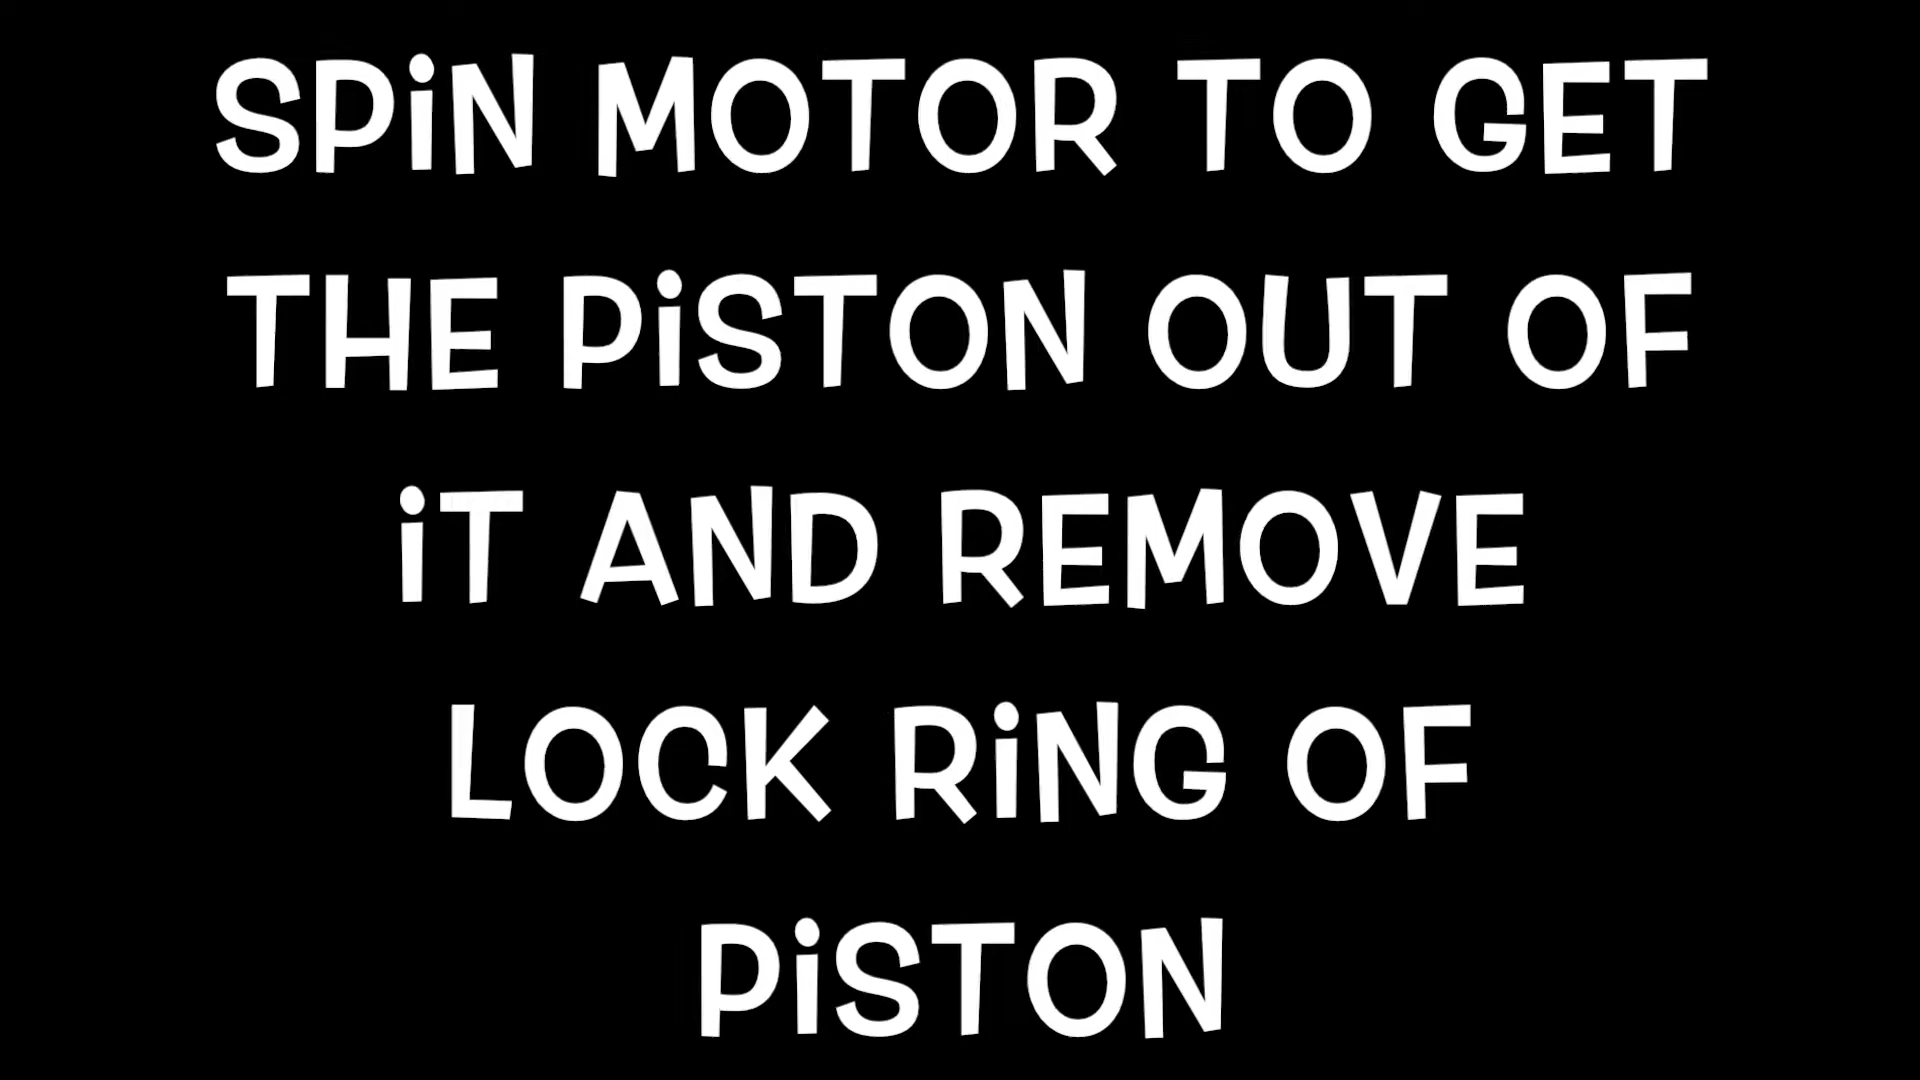 SPiN MOTOR TO GET
THE PiSTON OUT OF
iT AND REMOVE
LOCK RiNG OF
PiSTON